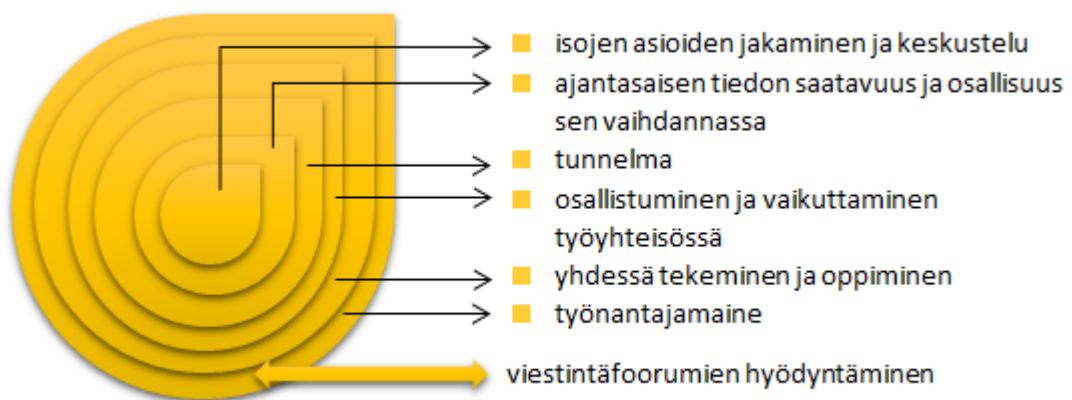 isojen asioiden jakaminen ja keskustelu
ajantasaisen tiedon saatavuus ja osallisuus
sen vaihdannassa
tunnelma
osallistuminen ja vaikuttaminen
työyhteisössä
yhdessä tekeminen ja oppiminen
työnantajamaine
viestintäfoorumien hyödyntäminen